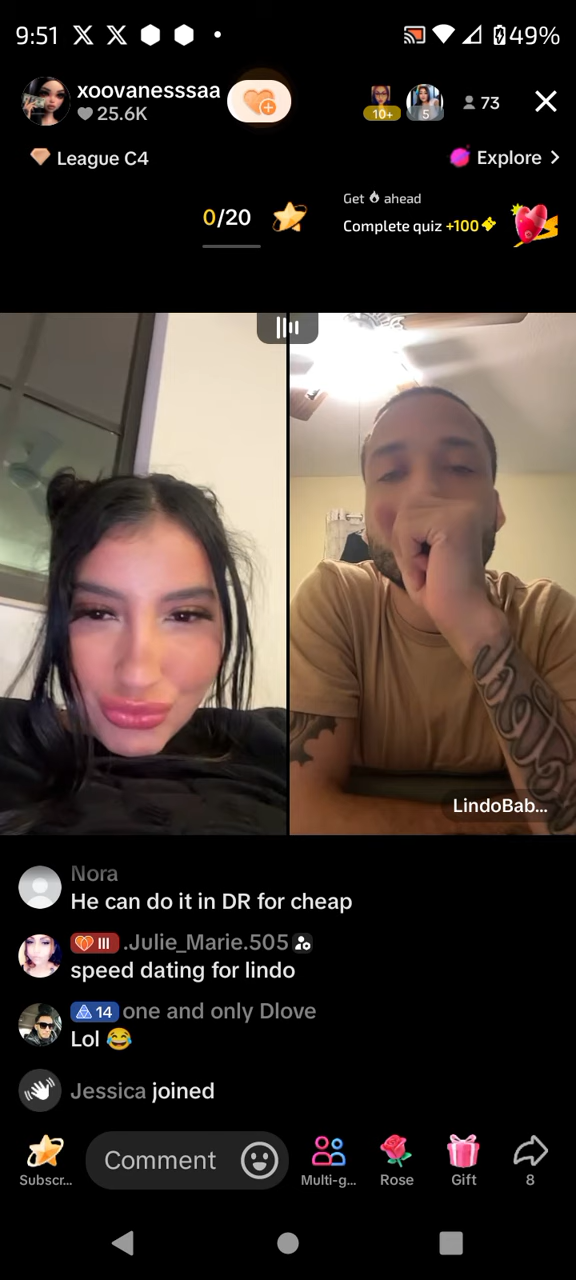 9:51
49%
xoovanesssaa
25.6K
10+
5
73
League C4
Explore
0/20
Get ahead
Complete quiz +100
LindoBab...
Nora
He can do it in DR for cheap
III .Julie_Marie.505
speed dating for lindo
14 one and only Dlove
Lol 😂
Jessica joined
Subscr...
Comment
Multi-g...
Rose
Gift
8